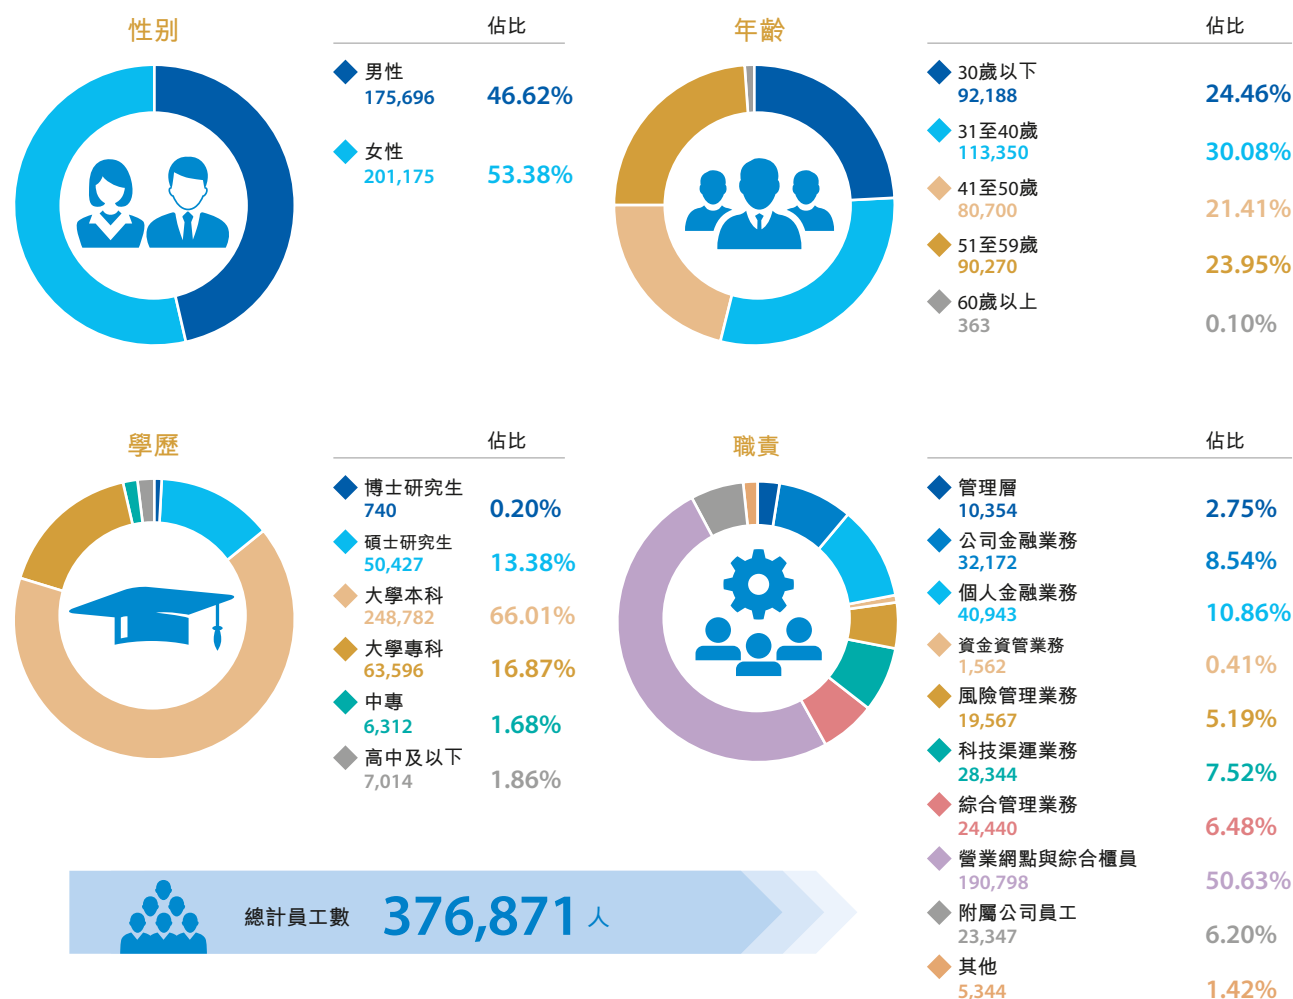 性別
佔比
男性
175,696
46.62%
女性
201,175
53.38%
年齡
佔比
30歲以下
92,188
24.46%
31至40歲
113,350
30.08%
41至50歲
80,700
21.41%
51至59歲
90,270
23.95%
60歲以上
363
0.10%
學歷
佔比
博士研究生
740
0.20%
碩士研究生
50,427
13.38%
大學本科
248,782
66.01%
大學專科
63,596
16.87%
中專
6,312
1.68%
高中及以下
7,014
1.86%
職責
佔比
管理層
10,354
2.75%
公司金融業務
32,172
8.54%
個人金融業務
40,943
10.86%
資金資管業務
1,562
0.41%
風險管理業務
19,567
5.19%
科技渠運業務
28,344
7.52%
綜合管理業務
24,440
6.48%
營業網點與綜合櫃員
190,798
50.63%
附屬公司員工
23,347
6.20%
其他
5,344
1.42%
總計員工數 376,871 人